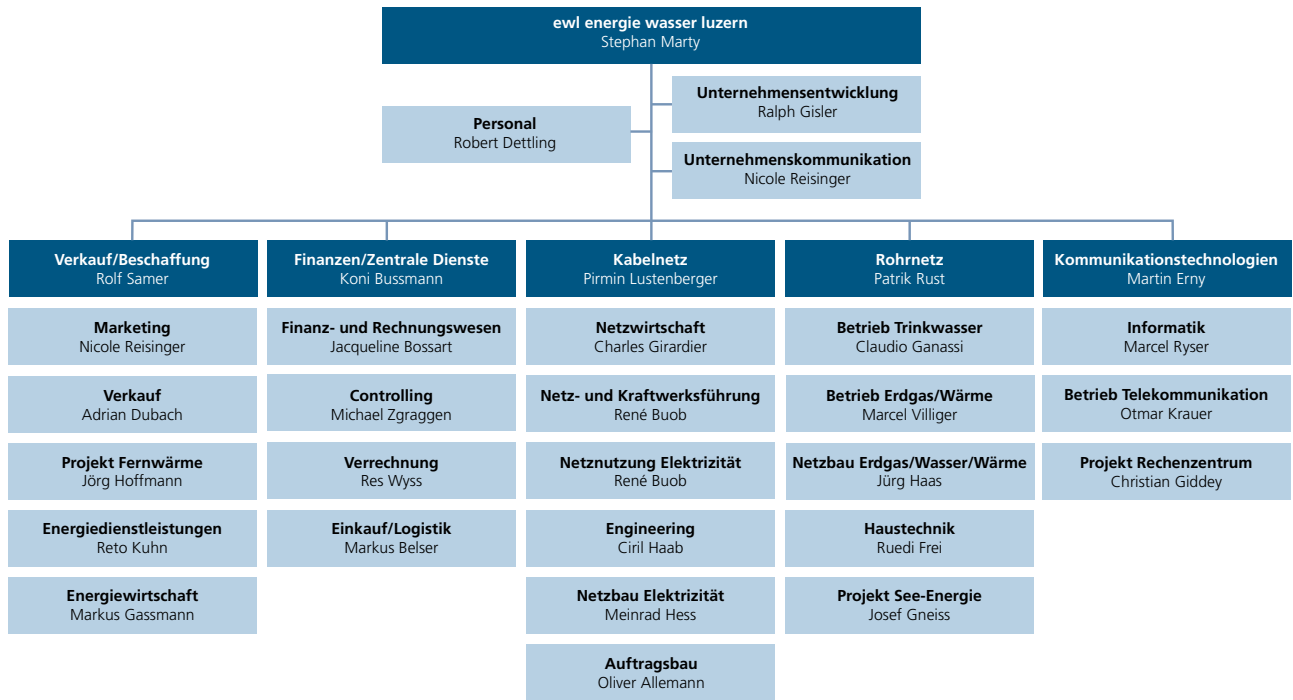 ewl energie wasser luzern
Stephan Marty
Unternehmensentwicklung
Ralph Gisler
Personal
Robert Dettling
Unternehmenskommunikation
Nicole Reisinger
Verkauf/Beschaffung
Rolf Samer
Marketing
Nicole Reisinger
Verkauf
Adrian Dubach
Projekt Fernwärme
Jörg Hoffmann
Energiedienstleistungen
Reto Kuhn
Energiewirtschaft
Markus Gassmann
Finanzen/Zentrale Dienste
Koni Bussmann
Finanz- und Rechnungswesen
Jacqueline Bossart
Controlling
Michael Zgraggen
Verrechnung
Res Wyss
Einkauf/Logistik
Markus Belser
Kabelnetz
Pirmin Lustenberger
Netzwirtschaft
Charles Girardier
Netz- und Kraftwerksführung
René Buob
Netznutzung Elektrizität
René Buob
Engineering
Ciril Haab
Netzbau Elektrizität
Meinrad Hess
Auftragsbau
Oliver Allemann
Rohrnetz
Patrik Rust
Betrieb Trinkwasser
Claudio Ganassi
Betrieb Erdgas/Wärme
Marcel Villiger
Netzbau Erdgas/Wasser/Wärme
Jürg Haas
Haustechnik
Ruedi Frei
Projekt See-Energie
Josef Gneiss
Kommunikationstechnologien
Martin Erny
Informatik
Marcel Ryser
Betrieb Telekommunikation
Otmar Krauer
Projekt Rechenzentrum
Christian Giddey